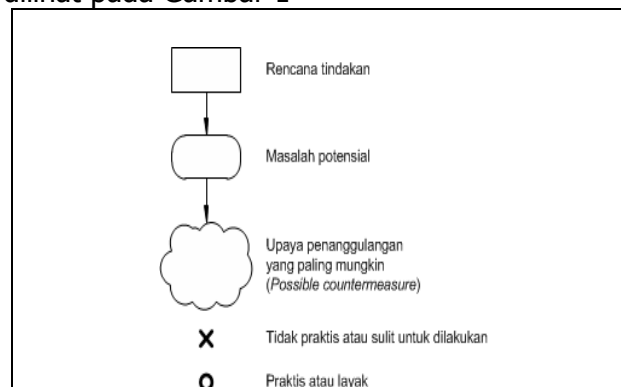 dilihat pada Gambar 1
Rencana tindakan
Masalah potensial
Upaya penanggulangan
yang paling mungkin
(Possible countermeasure)
X Tidak praktis atau sulit untuk dilakukan
O Praktis atau layak